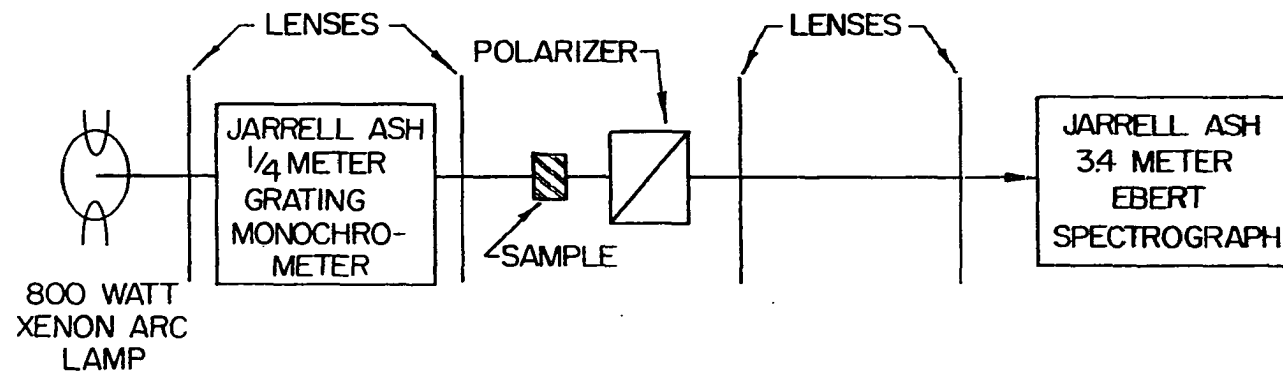 LENSES
POLARIZER
LENSES
JARRELL ASH
1/4 METER
GRATING
MONOCHRO-
METER
SAMPLE
JARRELL ASH
3.4 METER
EBERT
SPECTROGRAPH
800 WATT
XENON ARC
LAMP